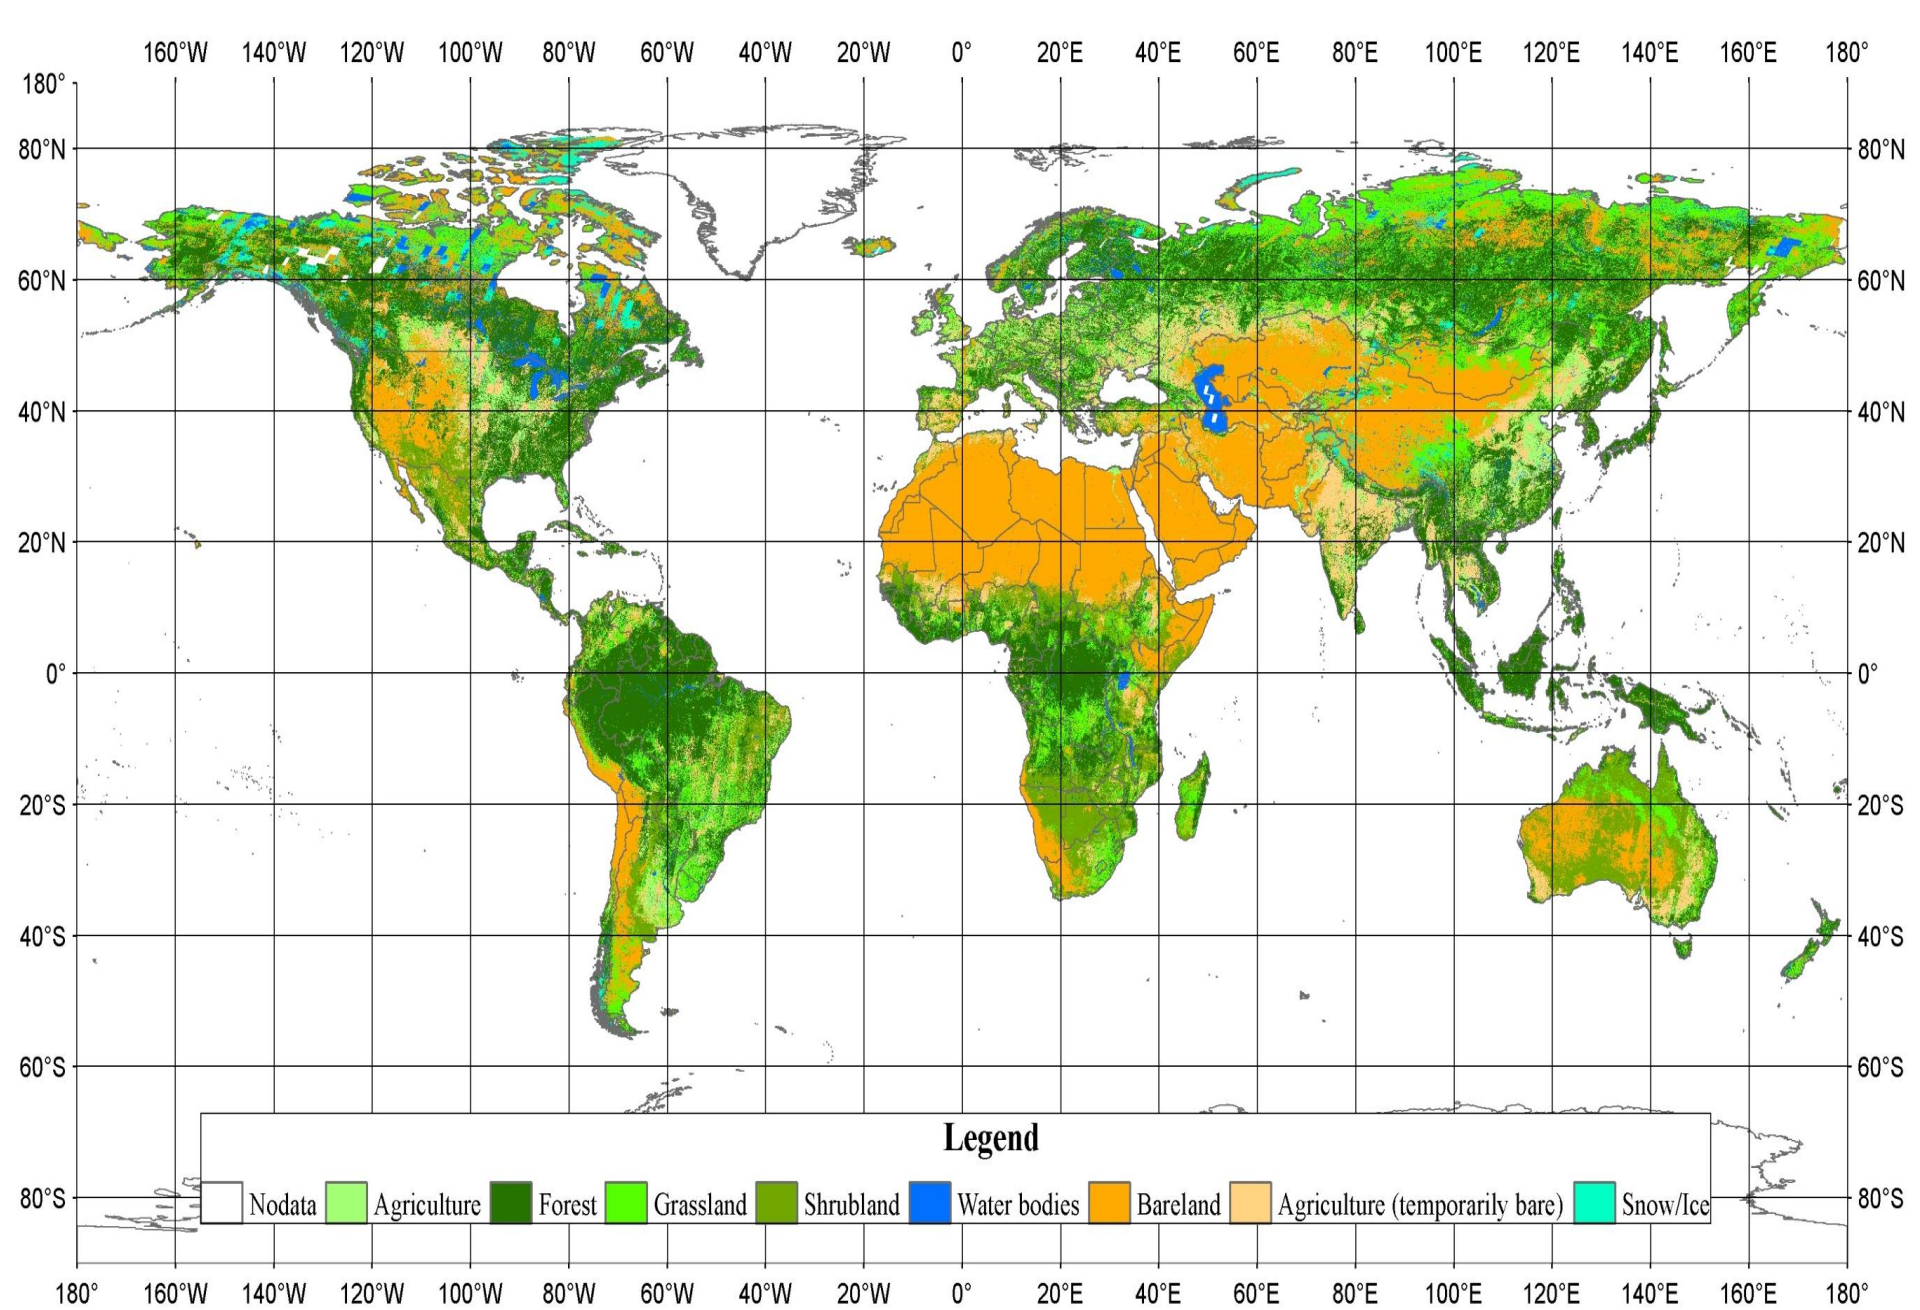 160°W 140°W 120°W 100°W 80°W 60°W 40°W 20°W 0° 20°E 40°E 60°E 80°E 100°E 120°E 140°E 160°E 180°
180°
80°N 80°N
60°N 60°N
40°N 40°N
20°N 20°N
0° 0°
20°S 20°S
40°S 40°S
60°S 60°S
Legend
80°S 80°S
Nodata Agriculture Forest Grassland Shrubland Water bodies Bareland Agriculture (temporarily bare) Snow/Ice
180° 160°W 140°W 120°W 100°W 80°W 60°W 40°W 20°W 0° 20°E 40°E 60°E 80°E 100°E 120°E 140°E 160°E 180°